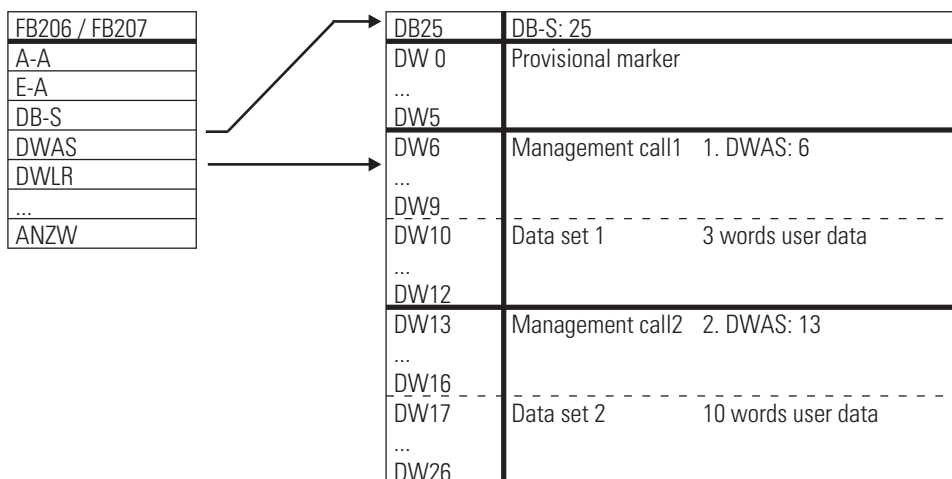 FB206 / FB207
A-A
E-A
DB-S
DWAS
DWLR
...
ANZW
DB25 DB-S: 25
DW 0 Provisional marker
...
DW5
DW6 Management call1 1. DWAS: 6
...
DW9
DW10 Data set 1 3 words user data
...
DW12
DW13 Management call2 2. DWAS: 13
...
DW16
DW17 Data set 2 10 words user data
...
DW26